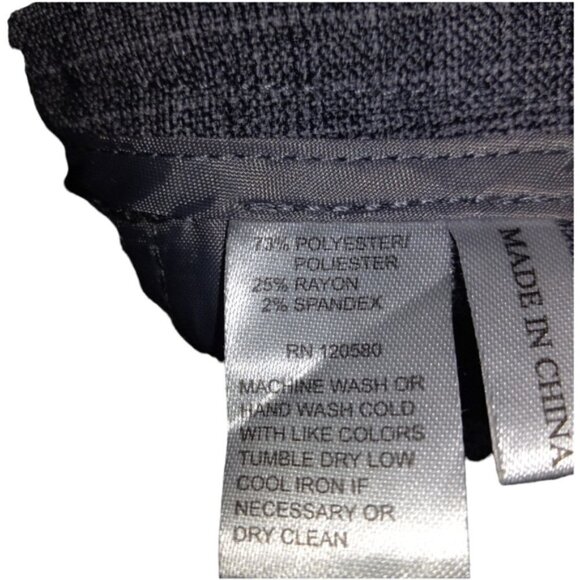 73% POLYESTER/
POLIESTER
25% RAYON
2% SPANDEX
RN 120580
MACHINE WASH OR
HAND WASH COLD
WITH LIKE COLORS
TUMBLE DRY LOW
COOL IRON IF
NECESSARY OR
DRY CLEAN
MADE IN CHINA